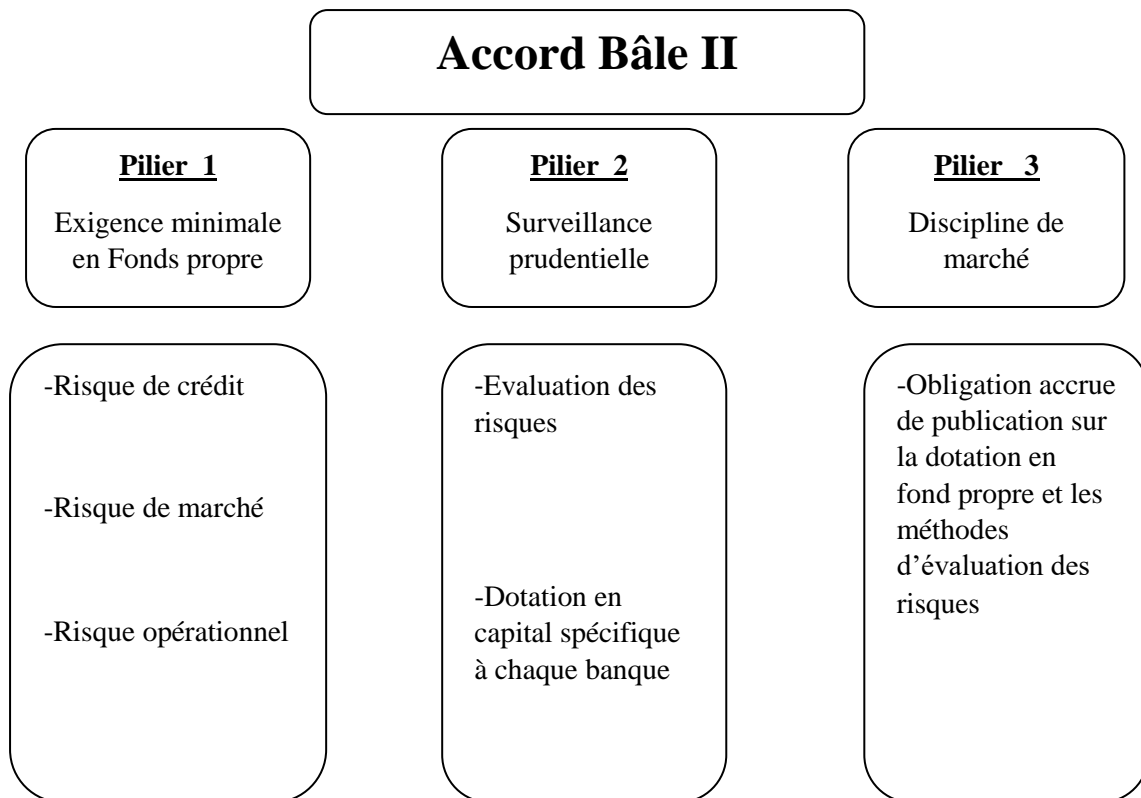 Accord Bâle II
Pilier 1
Exigence minimale
en Fonds propre
Pilier 2
Surveillance
prudentielle
Pilier 3
Discipline de
marché
-Risque de crédit
-Risque de marché
-Risque opérationnel
-Evaluation des
risques
-Dotation en
capital spécifique
à chaque banque
-Obligation accrue
de publication sur
la dotation en
fond propre et les
méthodes
d’évaluation des
risques